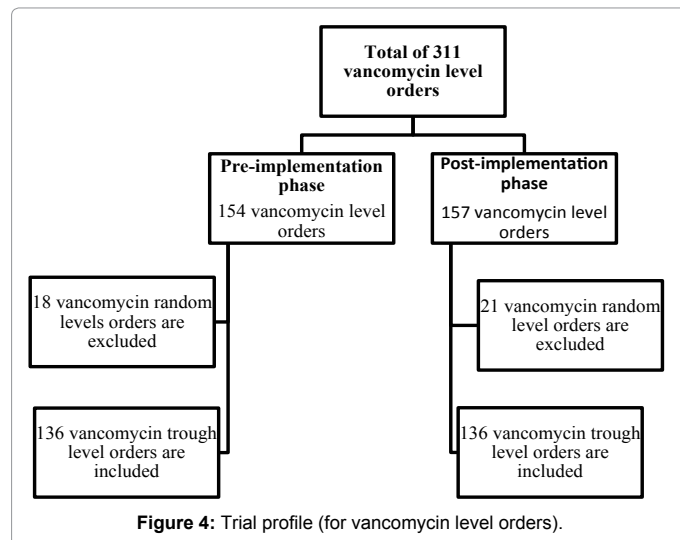 Total of 311
vancomycin level
orders
Pre-implementation
phase
154 vancomycin level
orders
Post-implementation
phase
157 vancomycin level
orders
18 vancomycin random
levels orders are
excluded
21 vancomycin random
level orders are
excluded
136 vancomycin trough
level orders are
included
136 vancomycin trough
level orders are
included
Figure 4: Trial profile (for vancomycin level orders).